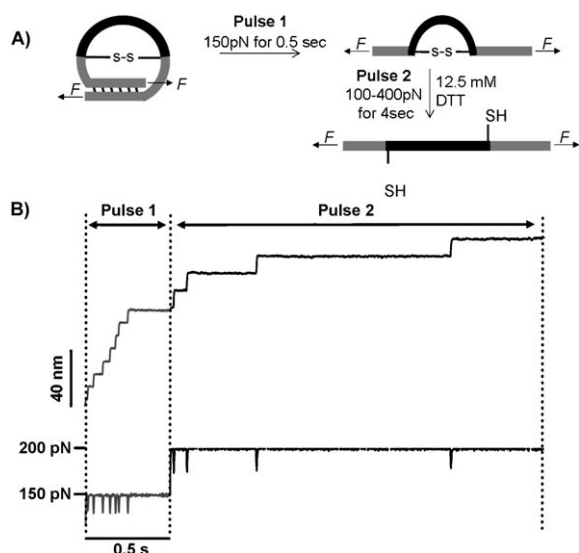 A)
Pulse 1
150pN for 0.5 sec
S-S
F
F
F
S-S
F
Pulse 2
100-400pN
for 4sec
12.5 mM
DTT
SH
F
F
SH
B)
Pulse 1
Pulse 2
40 nm
200 pN
150 pN
0.5 s